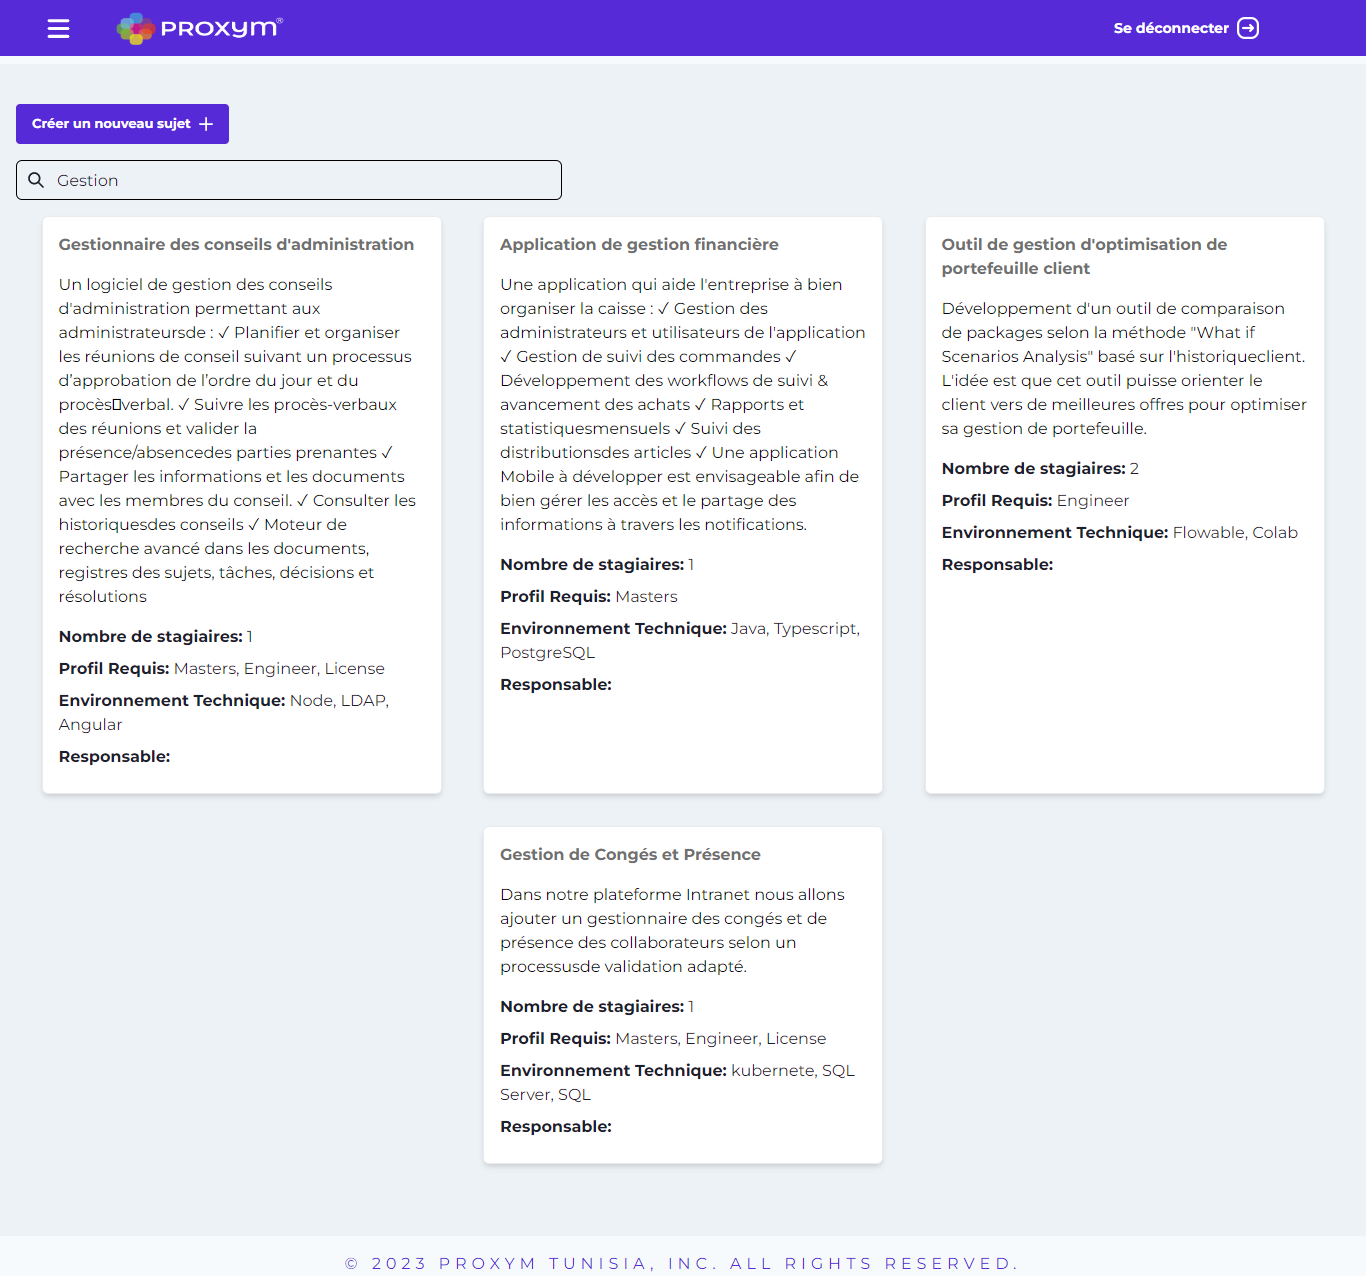 PROXYM®
Se déconnecter
Créer un nouveau sujet
Gestion
Gestionnaire des conseils d'administration
Un logiciel de gestion des conseils
d'administration permettant aux
administrateursde : ✓ Planifier et organiser
les réunions de conseil suivant un processus
d’approbation de l’ordre du jour et du
procès▯verbal. ✓ Suivre les procès-verbaux
des réunions et valider la
présence/absencedes parties prenantes ✓
Partager les informations et les documents
avec les membres du conseil. ✓ Consulter les
historiquesdes conseils ✓ Moteur de
recherche avancé dans les documents,
registres des sujets, tâches, décisions et
résolutions
Nombre de stagiaires: 1
Profil Requis: Masters, Engineer, License
Environnement Technique: Node, LDAP,
Angular
Responsable:
Application de gestion financière
Une application qui aide l'entreprise à bien
organiser la caisse : ✓ Gestion des
administrateurs et utilisateurs de l'application
✓ Gestion de suivi des commandes ✓
Développement des workflows de suivi &
avancement des achats ✓ Rapports et
statistiquesmensuels ✓ Suivi des
distributionsdes articles ✓ Une application
Mobile à développer est envisageable afin de
bien gérer les accès et le partage des
informations à travers les notifications.
Nombre de stagiaires: 1
Profil Requis: Masters
Environnement Technique: Java, Typescript,
PostgreSQL
Responsable:
Outil de gestion d'optimisation de
portefeuille client
Développement d'un outil de comparaison
de packages selon la méthode "What if
Scenarios Analysis" basé sur l'historiqueclient.
L'idée est que cet outil puisse orienter le
client vers de meilleures offres pour optimiser
sa gestion de portefeuille.
Nombre de stagiaires: 2
Profil Requis: Engineer
Environnement Technique: Flowable, Colab
Responsable:
Gestion de Congés et Présence
Dans notre plateforme Intranet nous allons
ajouter un gestionnaire des congés et de
présence des collaborateurs selon un
processusde validation adapté.
Nombre de stagiaires: 1
Profil Requis: Masters, Engineer, License
Environnement Technique: kubernete, SQL
Server, SQL
Responsable:
© 2023 PROXYM TUNISIA, INC. ALL RIGHTS RESERVED.